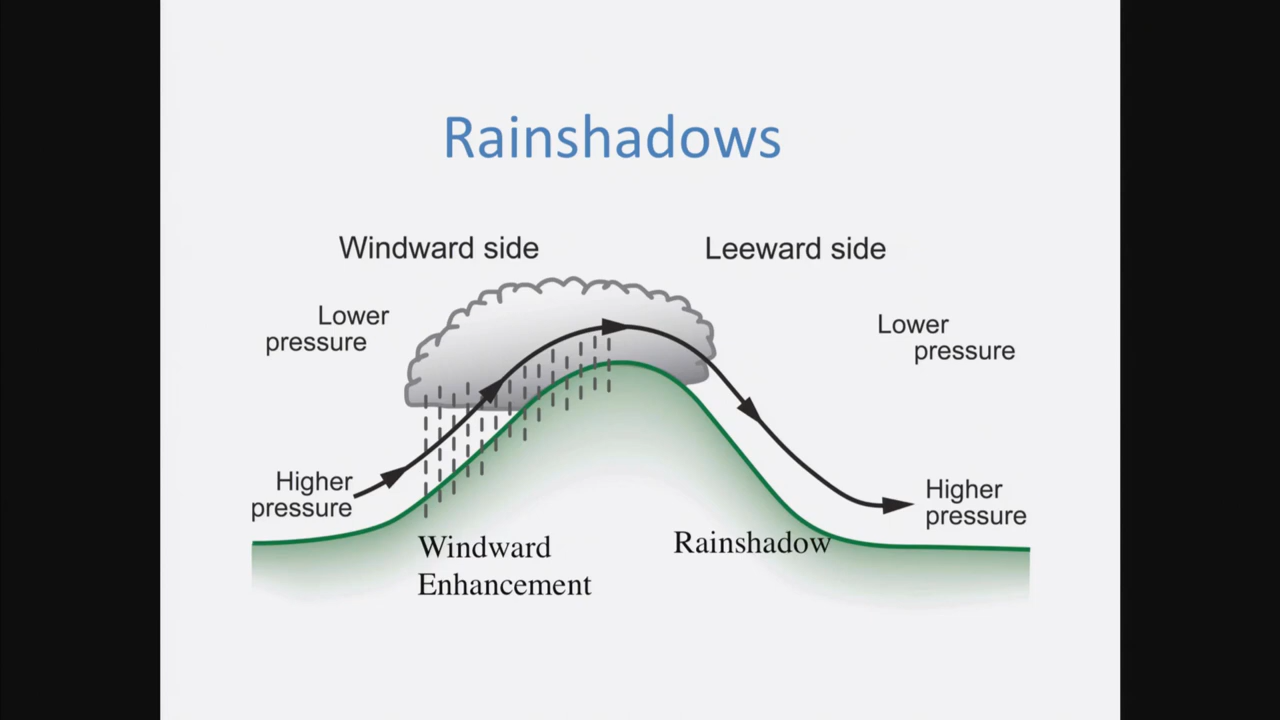 Rainshadows
Windward side
Leeward side
Lower
pressure
Lower
pressure
Higher
pressure
Higher
pressure
Windward
Enhancement
Rainshadow